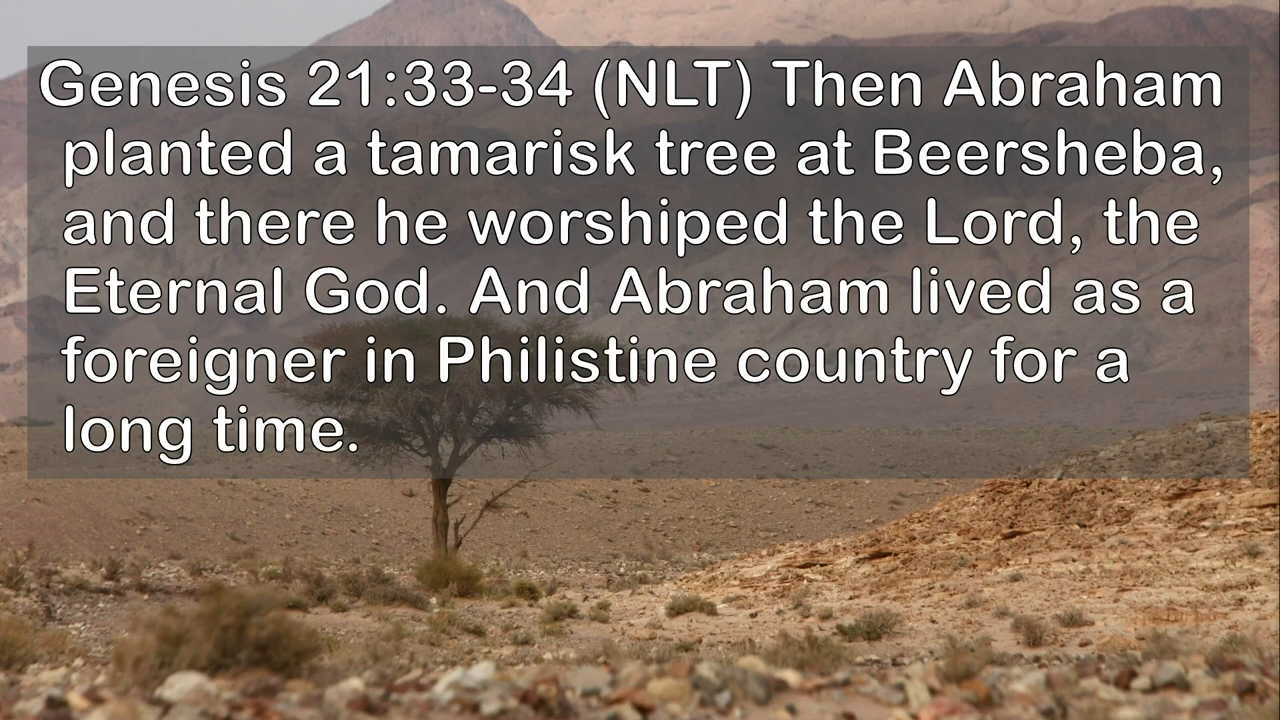 Genesis 21:33-34 (NLT) Then Abraham
planted a tamarisk tree at Beersheba,
and there he worshiped the Lord, the
Eternal God. And Abraham lived as a
foreigner in Philistine country for a
long time.